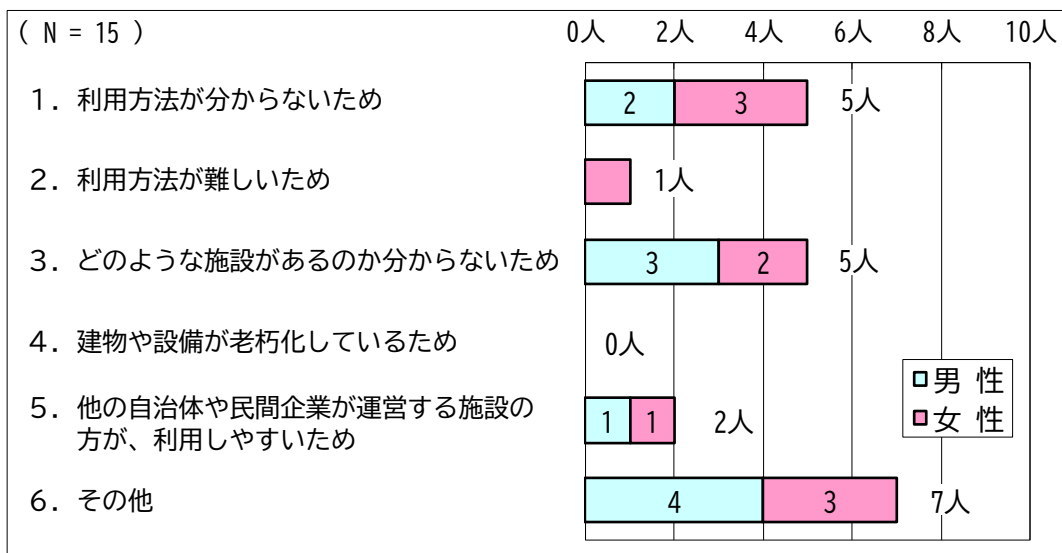 ( N = 15 )
0人 2人 4人 6人 8人 10人
1. 利用方法が分からないため 2 3 5人
2. 利用方法が難しいため 1人
3. どのような施設があるのか分からないため 3 2 5人
4. 建物や設備が老朽化しているため 0人
5. 他の自治体や民間企業が運営する施設の
方が、利用しやすいため 1 1 2人
6. その他 4 3 7人
男 性
女 性